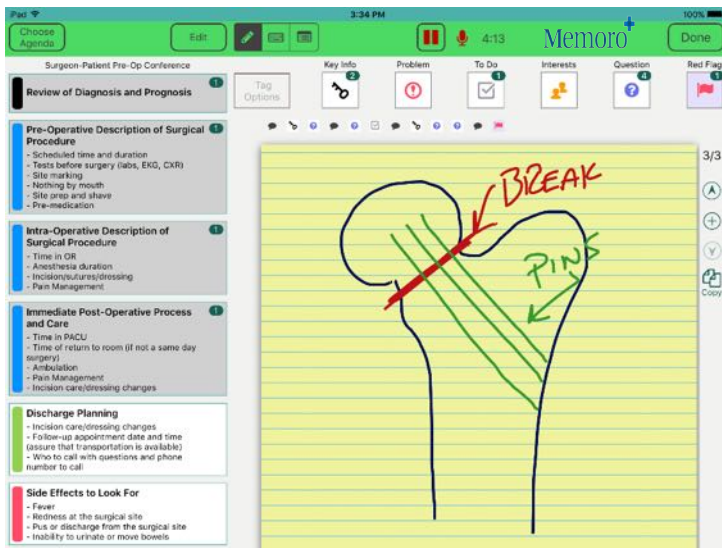 iPad
3:34 PM
100%
Choose Agenda
Edit
4:13
Memoro+
Done
Surgeon-Patient Pre-Op Conference
Review of Diagnosis and Prognosis
1
Pre-Operative Description of Surgical
Procedure
1
- Scheduled time and duration
- Tests before surgery (labs, EKG, CXR)
- Site marking
- Nothing by mouth
- Site prep and shave
- Pre-medication
Intra-Operative Description of
Surgical Procedure
1
- Time in OR
- Anesthesia duration
- Incision/sutures/dressing
- Pain Management
Immediate Post-Operative Process
and Care
1
- Time in PACU
- Time of return to room (if not a same day
surgery)
- Ambulation
- Pain Management
- Incision care/dressing changes
Discharge Planning
- Incision care/dressing changes
- Follow-up appointment date and time
(assure that transportation is available)
- Who to call with questions and phone
number to call
Side Effects to Look For
- Fever
- Redness at the surgical site
- Pus or discharge from the surgical site
- Inability to urinate or move bowels
Tag
Options
Key Info
2
Problem
To Do
1
Interests
Question
4
Red Flag
1
3/3
Copy
BREAK
PINS